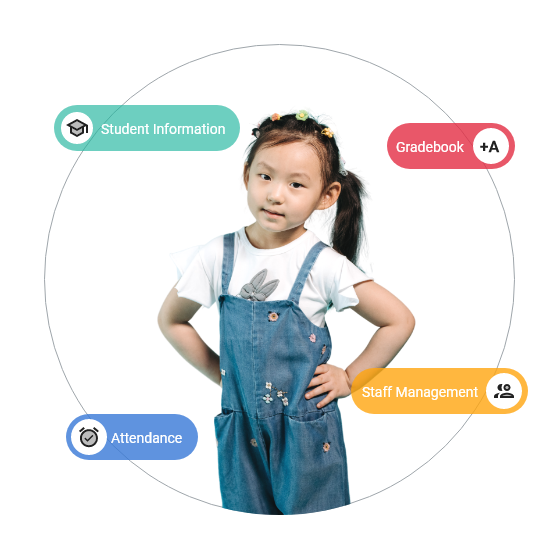 Student Information
Gradebook +A
Staff Management
Attendance